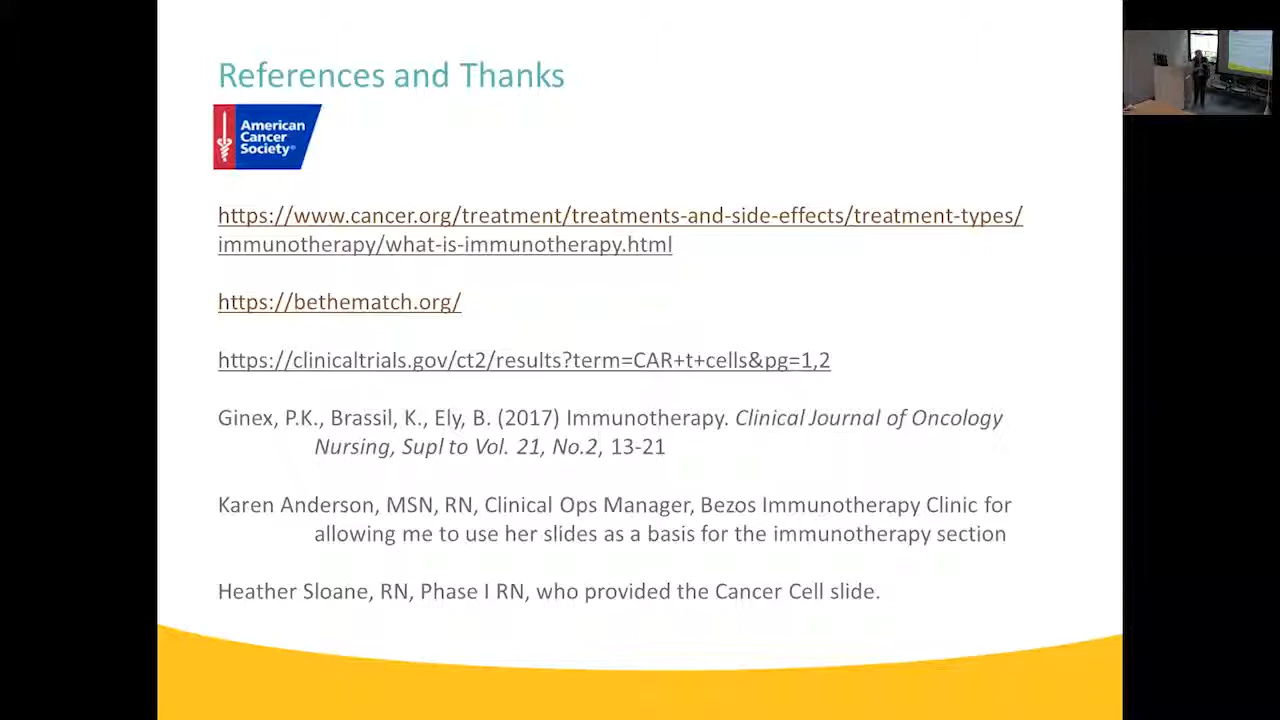 References and Thanks
American
Cancer
Society®
https://www.cancer.org/treatment/treatments-and-side-effects/treatment-types/
immunotherapy/what-is-immunotherapy.html
https://bethematch.org/
https://clinicaltrials.gov/ct2/results?term=CAR+t+cells&pg=1,2
Ginex, P.K., Brassil, K., Ely, B. (2017) Immunotherapy. Clinical Journal of Oncology
Nursing, Supl to Vol. 21, No.2, 13-21
Karen Anderson, MSN, RN, Clinical Ops Manager, Bezos Immunotherapy Clinic for
allowing me to use her slides as a basis for the immunotherapy section
Heather Sloane, RN, Phase I RN, who provided the Cancer Cell slide.